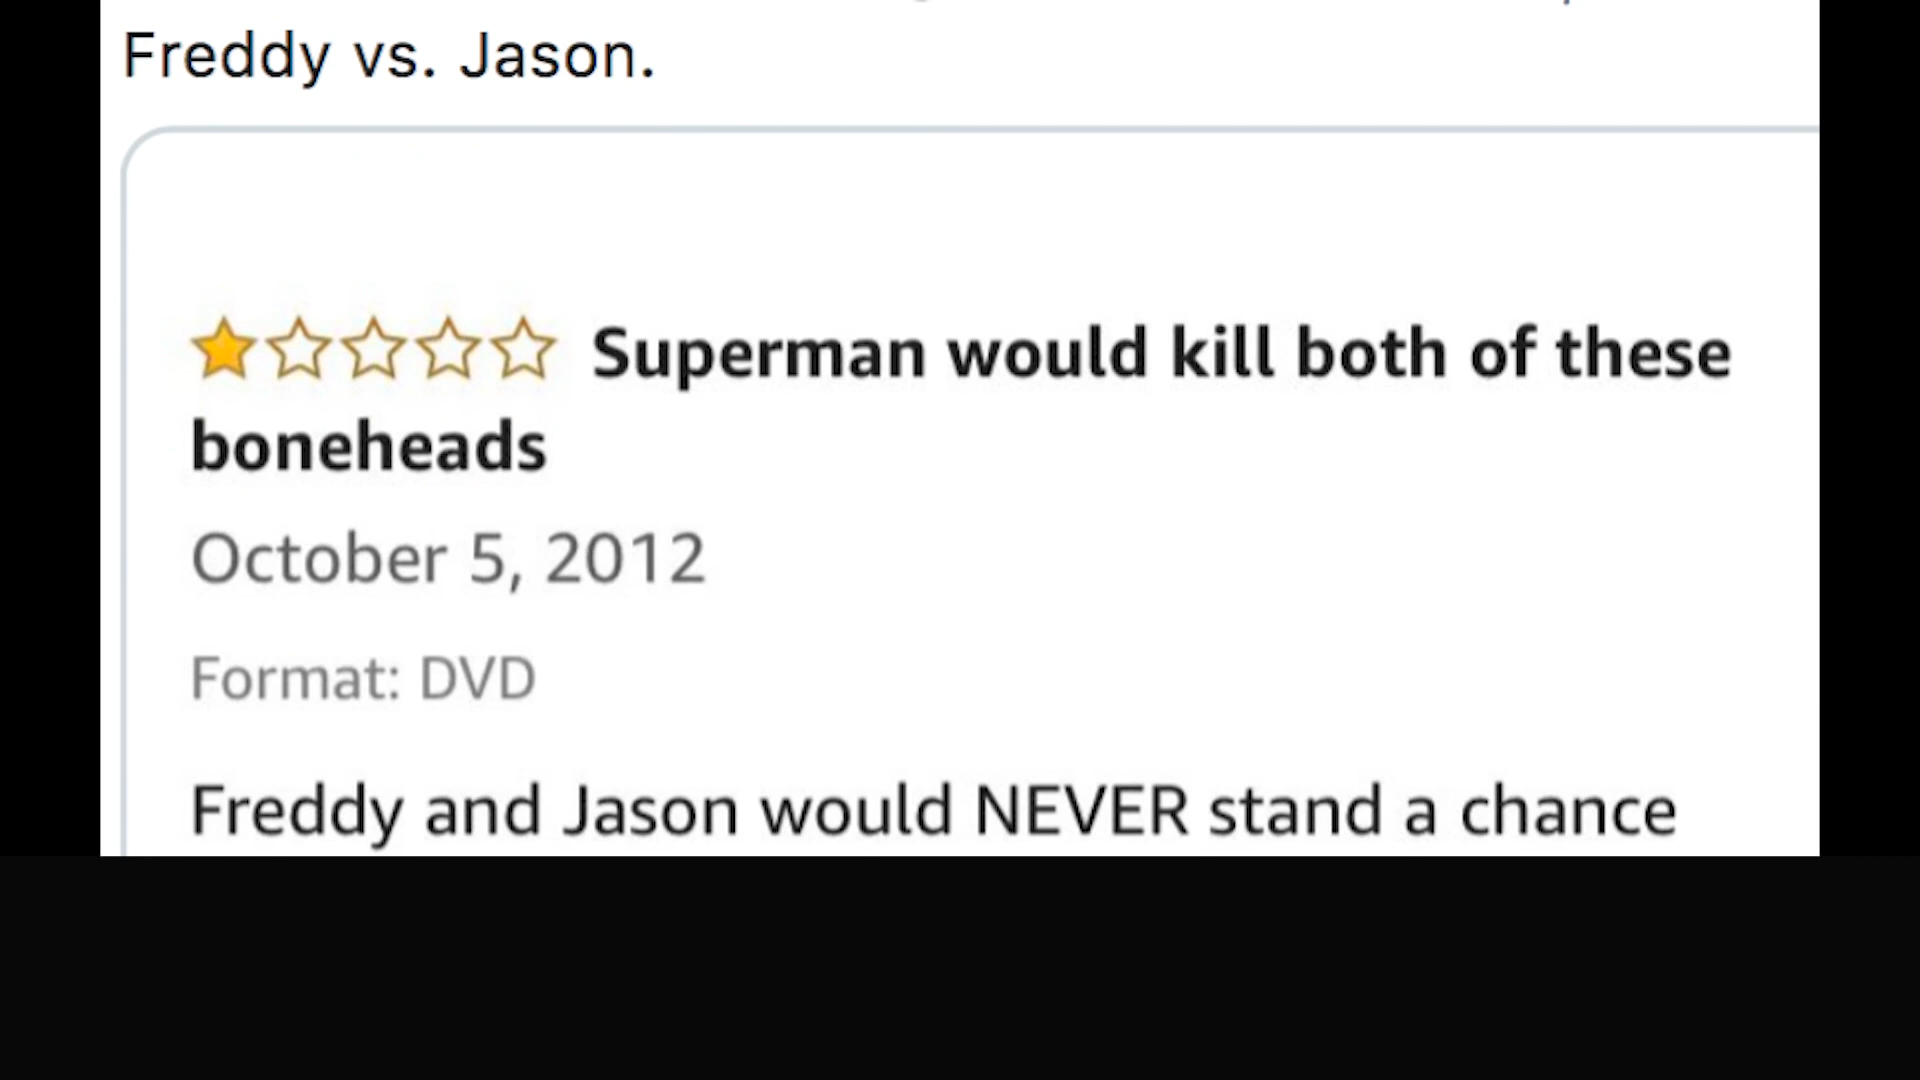 Freddy vs. Jason.
Superman would kill both of these
boneheads
October 5, 2012
Format: DVD
Freddy and Jason would NEVER stand a chance